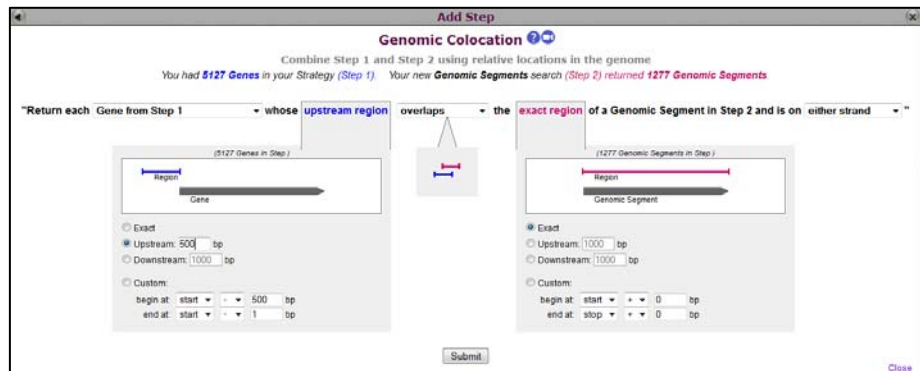 Add Step
Genomic Colocation
Combine Step 1 and Step 2 using relative locations in the genome
You had 5127 Genes in your Strategy (Step 1). Your new Genomic Segments search (Step 2) returned 1277 Genomic Segments
"Return each Gene from Step 1 whose upstream region overlaps the exact region of a Genomic Segment in Step 2 and is on either strand "
(5127 Genes in Step )
Region
Gene
Exact
Upstream: 500 bp
Downstream: 1000 bp
Custom:
begin at: start - 500 bp
end at: start - 1 bp
(1277 Genomic Segments in Step )
Region
Genomic Segment
Exact
Upstream: 1000 bp
Downstream: 1000 bp
Custom:
begin at: start + 0 bp
end at: stop + 0 bp
Submit
Close